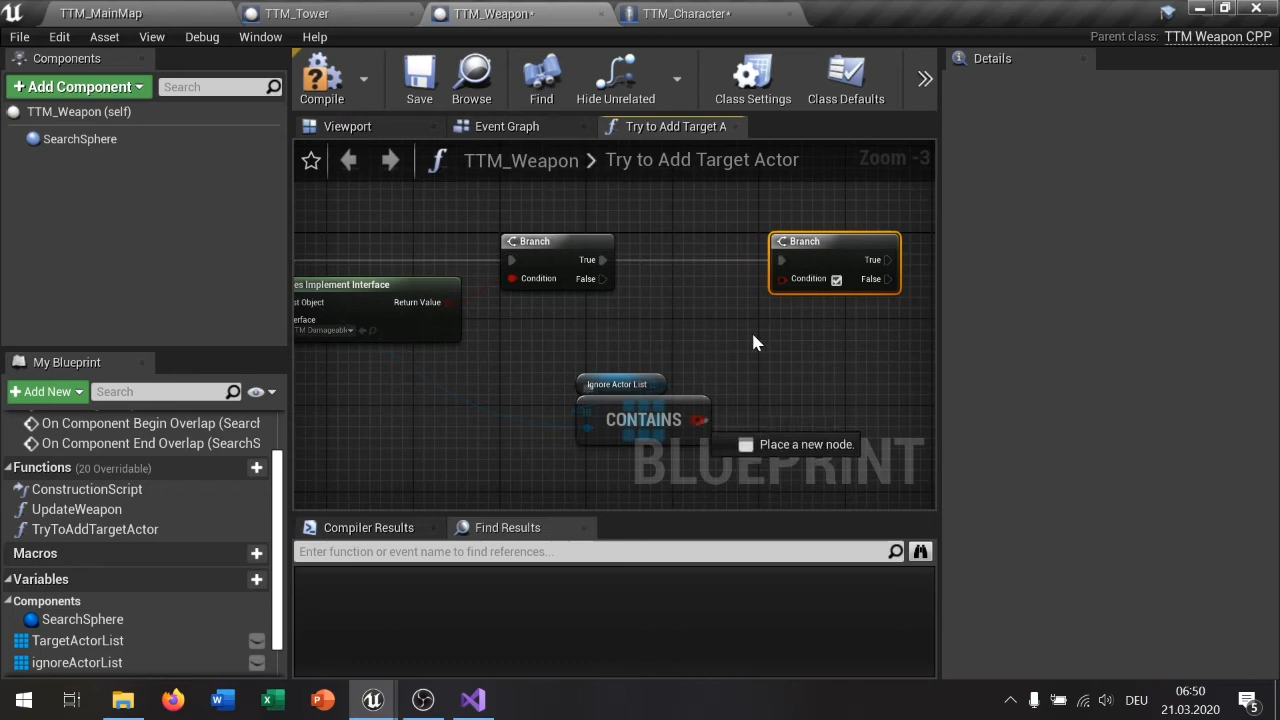 TTM_MainMap
TTM_Tower
TTM_Weapon*
TTM_Character*
File Edit Asset View Debug Window Help
Parent class: TTM Weapon CPP
Components
Details
Add Component
Search
Compile
Save
Browse
Find
Hide Unrelated
Class Settings
Class Defaults
TTM_Weapon (self)
SearchSphere
Viewport
Event Graph
Try to Add Target A
TTM_Weapon > Try to Add Target Actor
Zoom -3
Branch
True
Condition
False
Branch
True
Condition
False
es Implement Interface
st Object
Return Value
erface
TM Damageable
Ignore Actor List
CONTAINS
Place a new node.
BLUEPRINT
My Blueprint
Add New
Search
On Component Begin Overlap (Searcl
On Component End Overlap (SearchS
Functions (20 Overridable)
ConstructionScript
UpdateWeapon
TryToAddTargetActor
Macros
Variables
Components
SearchSphere
TargetActorList
ignoreActorList
Compiler Results
Find Results
Enter function or event name to find references...
DEU
06:50
21.03.2020
5